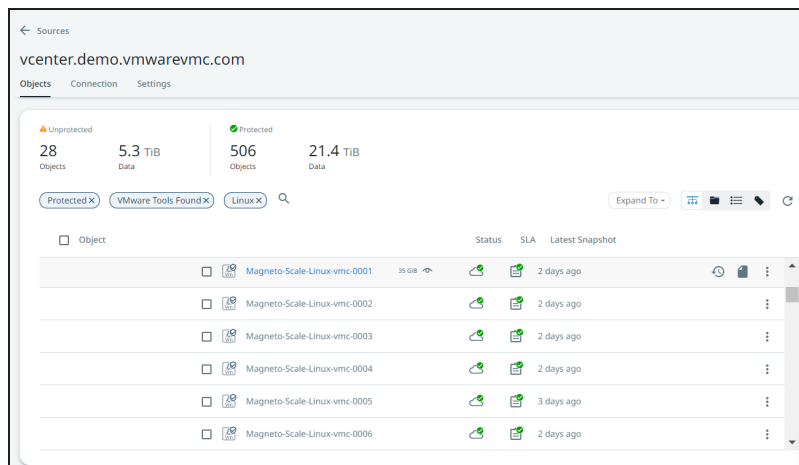 Sources
vcenter.demo.vmwarevmc.com
Objects Connection Settings
Unprotected Protected
28 5.3 TiB 506 21.4 TiB
Objects Data Objects Data
Protected VMware Tools Found Linux Expand To
Object Status SLA Latest Snapshot
Magneto-Scale-Linux-vmc-0001 35 GiB 2 days ago
Magneto-Scale-Linux-vmc-0002 2 days ago
Magneto-Scale-Linux-vmc-0003 2 days ago
Magneto-Scale-Linux-vmc-0004 2 days ago
Magneto-Scale-Linux-vmc-0005 3 days ago
Magneto-Scale-Linux-vmc-0006 2 days ago